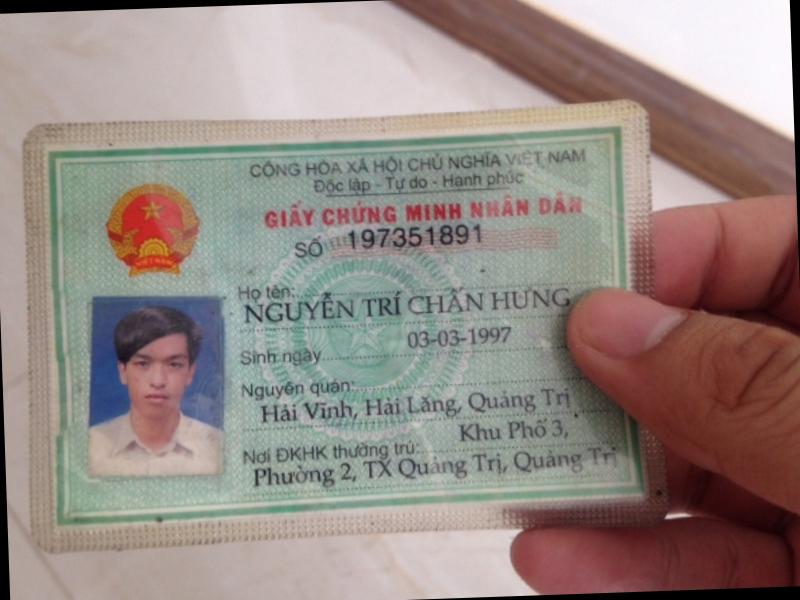 CỘNG HÒA XÃ HỘI CHỦ NGHĨA VIỆT NAM
Độc lập - Tự do - Hạnh phúc
GIẤY CHỨNG MINH NHÂN DÂN
SỐ 197351891
VIỆT NAM
Họ tên:
NGUYỄN TRÍ CHẤN HƯNG
Sinh ngày 03-03-1997
Nguyên quán:
Hải Vĩnh, Hải Lăng, Quảng Trị
Nơi ĐKHK thường trú: Khu Phố 3,
Phường 2, TX Quảng Trị, Quảng Trị